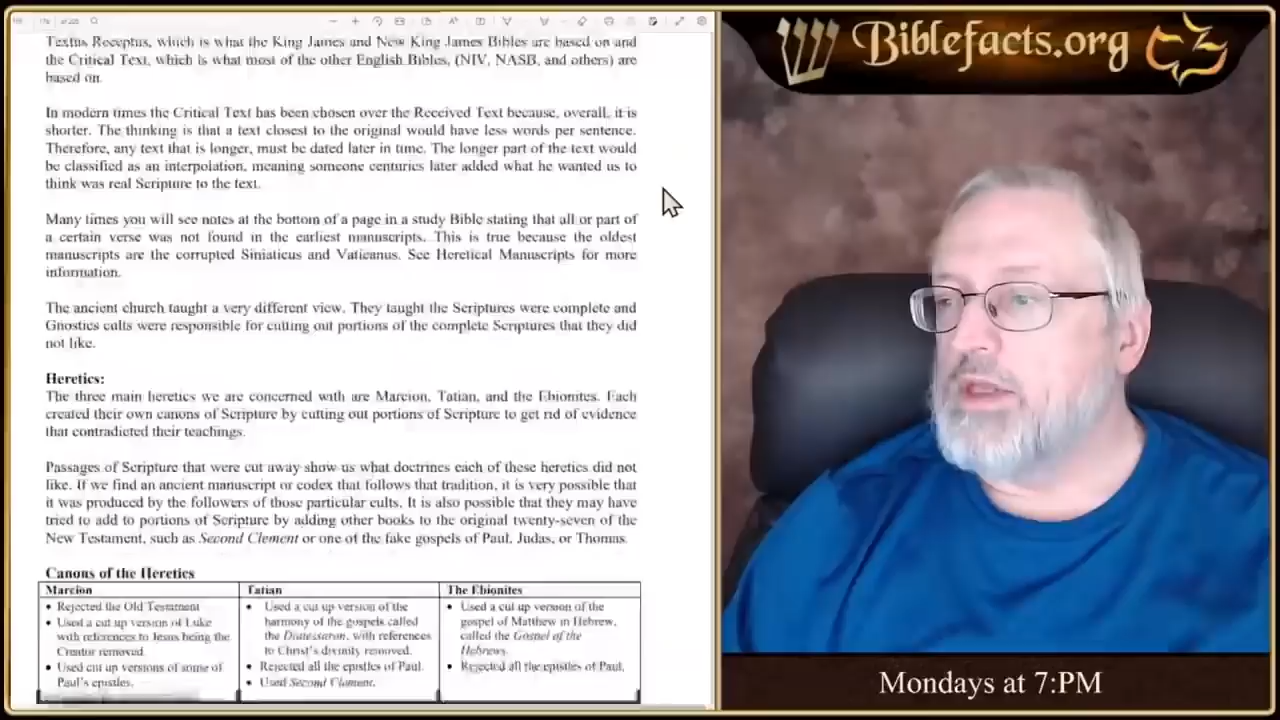 Textus Receptus, which is what the King James and New King James Bibles are based on and
the Critical Text, which is what most of the other English Bibles, (NIV, NASB, and others) are
based on.
In modern times the Critical Text has been chosen over the Received Text because, overall, it is
shorter. The thinking is that a text closest to the original would have less words per sentence.
Therefore, any text that is longer, must be dated later in time. The longer part of the text would
be classified as an interpolation, meaning someone centuries later added what he wanted us to
think was real Scripture to the text.
Many times you will see notes at the bottom of a page in a study Bible stating that all or part of
a certain verse was not found in the earliest manuscripts. This is true because the oldest
manuscripts are the corrupted Siniaticus and Vaticanus. See Heretical Manuscripts for more
information.
The ancient church taught a very different view. They taught the Scriptures were complete and
Gnostics cults were responsible for cutting out portions of the complete Scriptures that they did
not like.
Heretics:
The three main heretics we are concerned with are Marcion, Tatian, and the Ebionites. Each
created their own canons of Scripture by cutting out portions of Scripture to get rid of evidence
that contradicted their teachings.
Passages of Scripture that were cut away show us what doctrines each of these heretics did not
like. If we find an ancient manuscript or codex that follows that tradition, it is very possible that
it was produced by the followers of those particular cults. It is also possible that they may have
tried to add to portions of Scripture by adding other books to the original twenty-seven of the
New Testament, such as Second Clement or one of the fake gospels of Paul, Judas, or Thomas.
Canons of the Heretics
Marcion
• Rejected the Old Testament
• Used a cut up version of Luke
with references to Jesus being the
Creator removed.
• Used cut up versions of some of
Paul's epistles.
Tatian
• Used a cut up version of the
harmony of the gospels called
the Diatessaron, with references
to Christ's divinity removed.
• Rejected all the epistles of Paul.
• Used Second Clement.
The Ebionites
• Used a cut up version of the
gospel of Matthew in Hebrew,
called the Gospel of the
Hebrews.
• Rejected all the epistles of Paul.
Biblefacts.org
Mondays at 7:PM